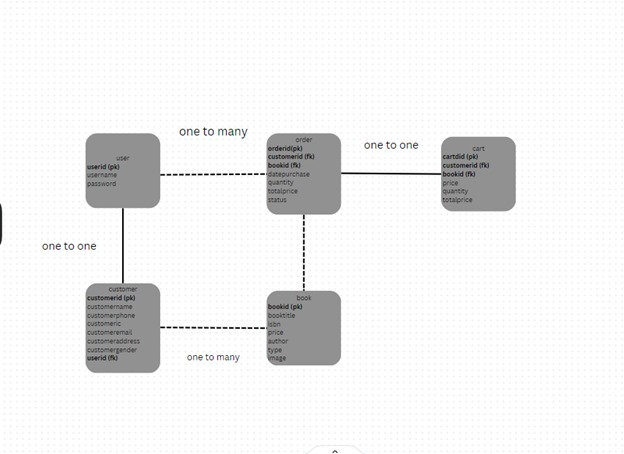 one to many
one to one
user
userid (pk)
username
password
order
orderid(pk)
customerid (fk)
bookid (fk)
datepurchase
quantity
totalprice
status
cart
cartdid (pk)
customerid (fk)
bookid (fk)
price
quantity
totalprice
one to one
customer
customerid (pk)
customername
customerphone
customeric
customeremail
customeraddress
customergender
userid (fk)
book
bookid (pk)
booktitle
isbn
price
author
type
image
one to many